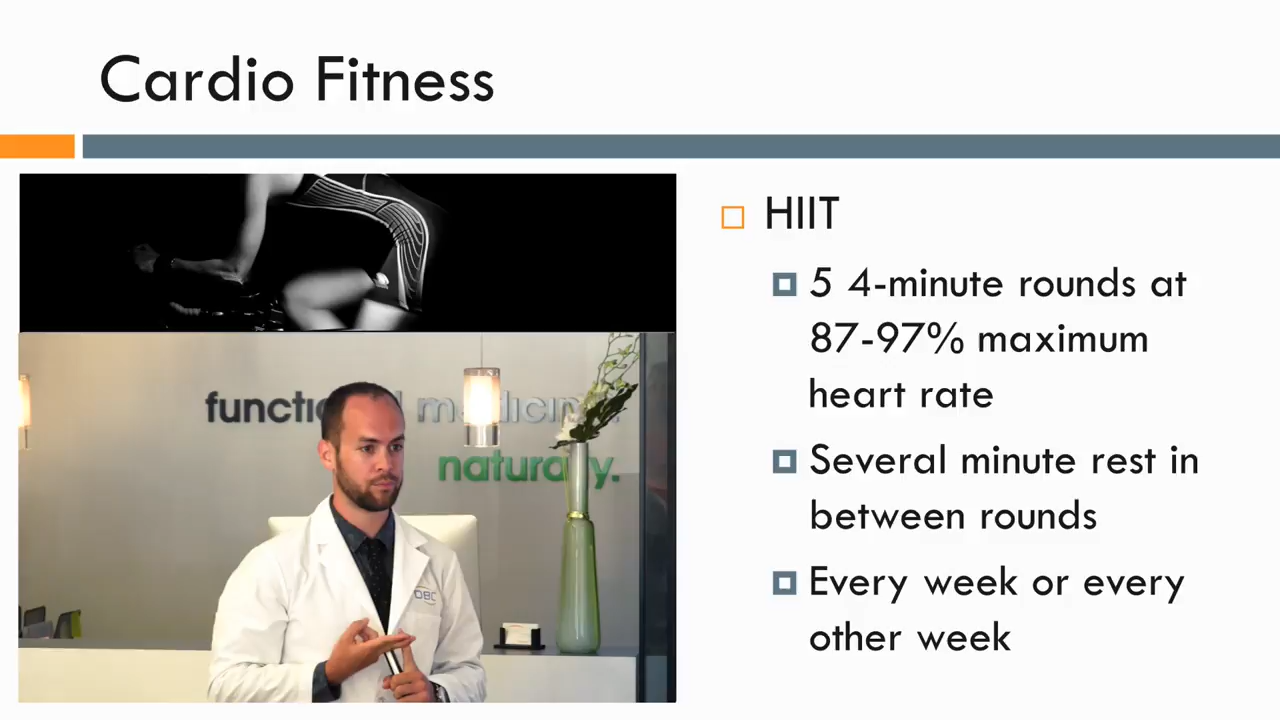 Cardio Fitness
HIIT
5 4-minute rounds at
87-97% maximum
heart rate
Several minute rest in
between rounds
Every week or every
other week
naturally.